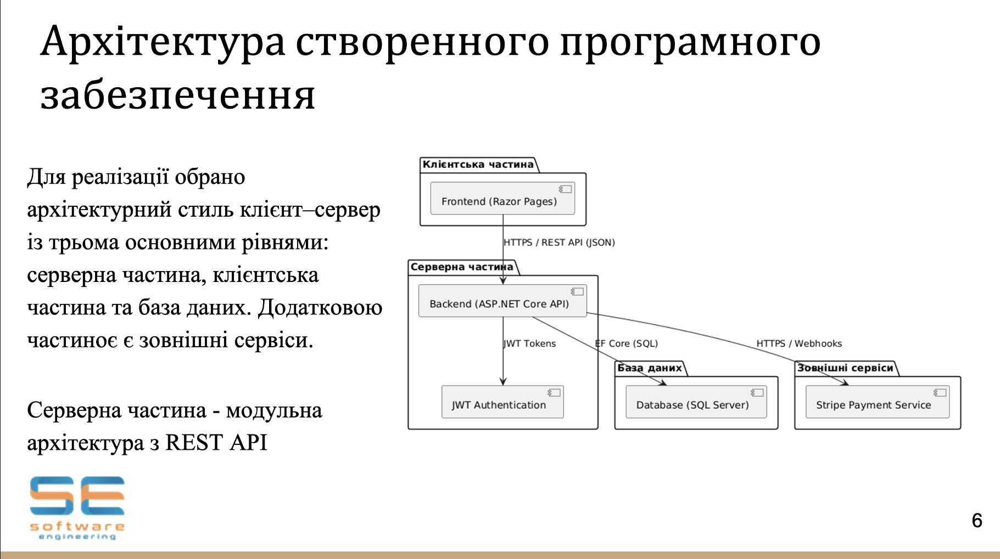 Архітектура створенного програмного
забезпечення
Для реалізації обрано
архітектурний стиль клієнт–сервер
із трьома основними рівнями:
серверна частина, клієнтська
частина та база даних. Додатковою
частиноє є зовнішні сервіси.
Серверна частина - модульна
архітектура з REST API
Клієнтська частина
Frontend (Razor Pages)
HTTPS / REST API (JSON)
Серверна частина
Backend (ASP.NET Core API)
JWT Tokens
EF Core (SQL)
HTTPS / Webhooks
База даних
Зовнішні сервіси
JWT Authentication
Database (SQL Server)
Stripe Payment Service
SE
software
engineering
6